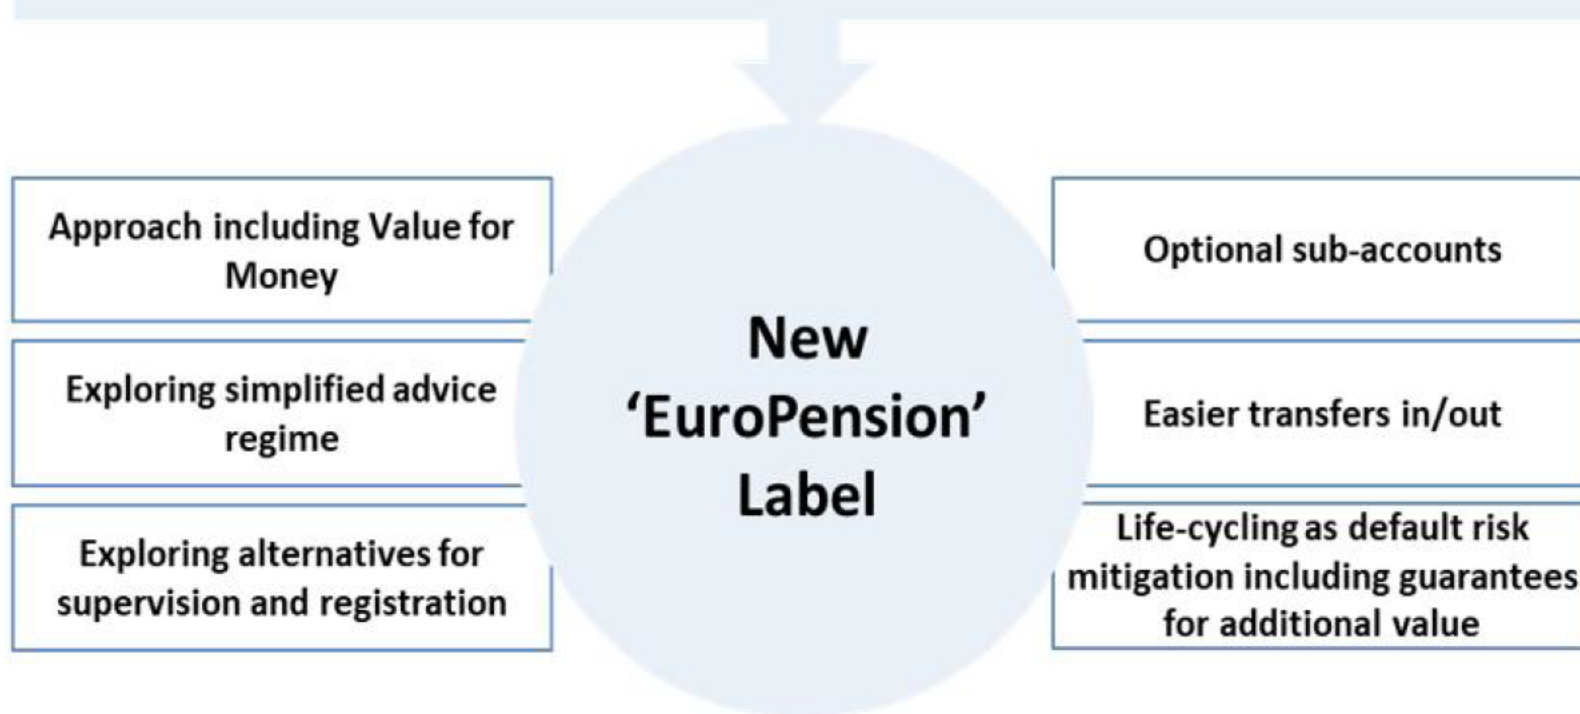 Approach including Value for
Money
Exploring simplified advice
regime
Exploring alternatives for
supervision and registration
New
‘EuroPension’
Label
Optional sub-accounts
Easier transfers in/out
Life-cycling as default risk
mitigation including guarantees
for additional value